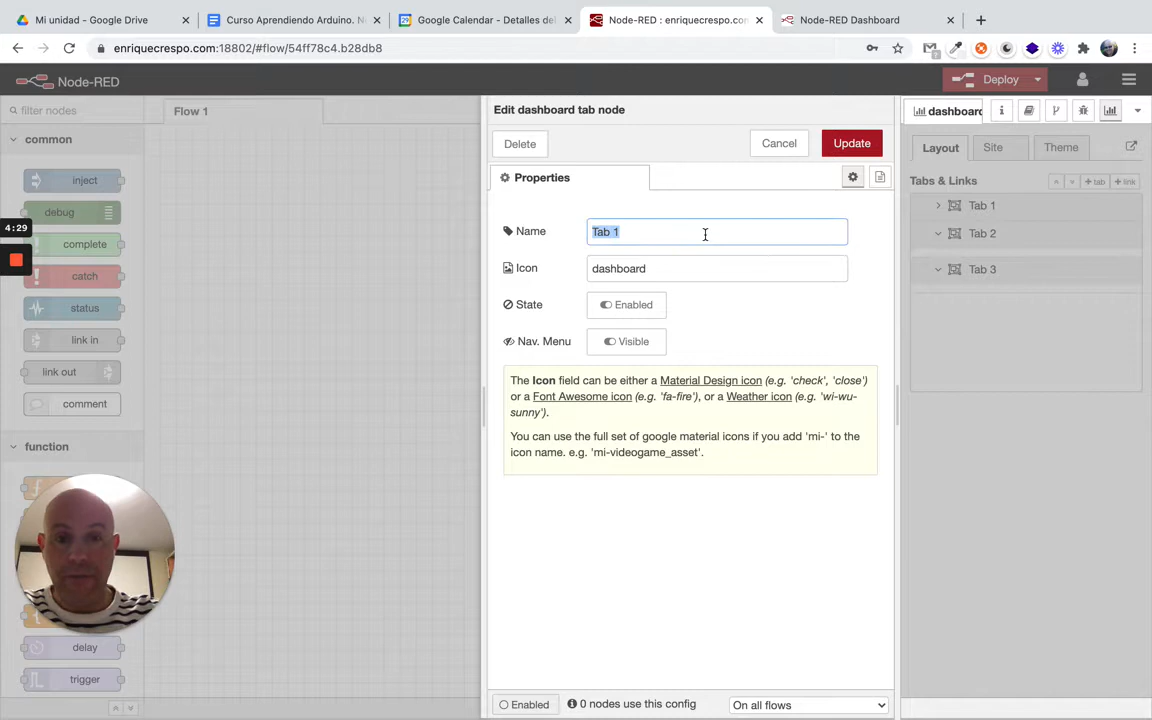 Mi unidad - Google Drive
Curso Aprendiendo Arduino. No
Google Calendar - Detalles del
Node-RED : enriquecrespo.com
Node-RED Dashboard
enriquecrespo.com:18802/#flow/54ff78c4.b28db8
Node-RED
Deploy
filter nodes
Flow 1
Edit dashboard tab node
dashboard
i
Delete
Cancel
Update
common
Layout
Site
Theme
Properties
inject
Tabs & Links
+ tab
+ link
debug
Tab 1
4:29
Name
Tab 1
Tab 2
complete
Icon
dashboard
Tab 3
catch
State
Enabled
status
link in
Nav. Menu
Visible
link out
The Icon field can be either a Material Design icon (e.g. 'check', 'close')
or a Font Awesome icon (e.g. 'fa-fire'), or a Weather icon (e.g. 'wi-wu-
sunny').
comment
You can use the full set of google material icons if you add 'mi-' to the
icon name. e.g. 'mi-videogame_asset'.
function
delay
trigger
Enabled
0 nodes use this config
On all flows